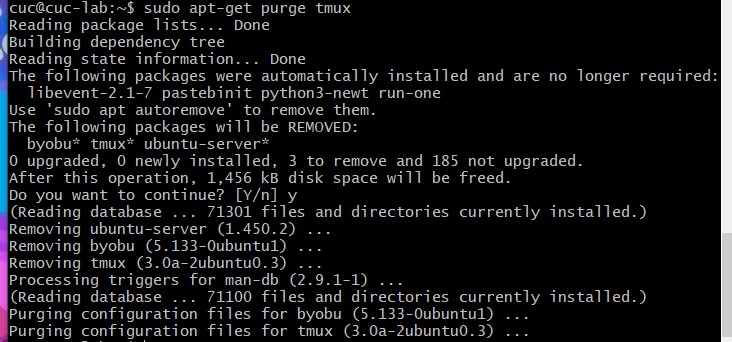 cuc@cuc-lab:~$ sudo apt-get purge tmux
Reading package lists... Done
Building dependency tree
Reading state information... Done
The following packages were automatically installed and are no longer required:
  libevent-2.1-7 pastebinit python3-newt run-one
Use 'sudo apt autoremove' to remove them.
The following packages will be REMOVED:
  byobu* tmux* ubuntu-server*
0 upgraded, 0 newly installed, 3 to remove and 185 not upgraded.
After this operation, 1,456 kB disk space will be freed.
Do you want to continue? [Y/n] y
(Reading database ... 71301 files and directories currently installed.)
Removing ubuntu-server (1.450.2) ...
Removing byobu (5.133-0ubuntu1) ...
Removing tmux (3.0a-2ubuntu0.3) ...
Processing triggers for man-db (2.9.1-1) ...
(Reading database ... 71100 files and directories currently installed.)
Purging configuration files for byobu (5.133-0ubuntu1) ...
Purging configuration files for tmux (3.0a-2ubuntu0.3) ...